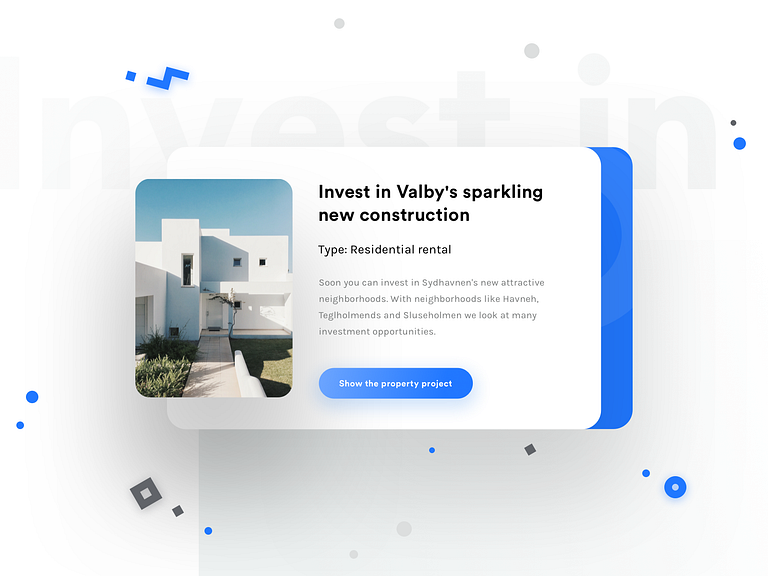 Invest in
Invest in Valby's sparkling
new construction
Type: Residential rental
Soon you can invest in Sydhavnen's new attractive
neighborhoods. With neighborhoods like Havneh,
Teglholmends and Sluseholmen we look at many
investment opportunities.
Show the property project